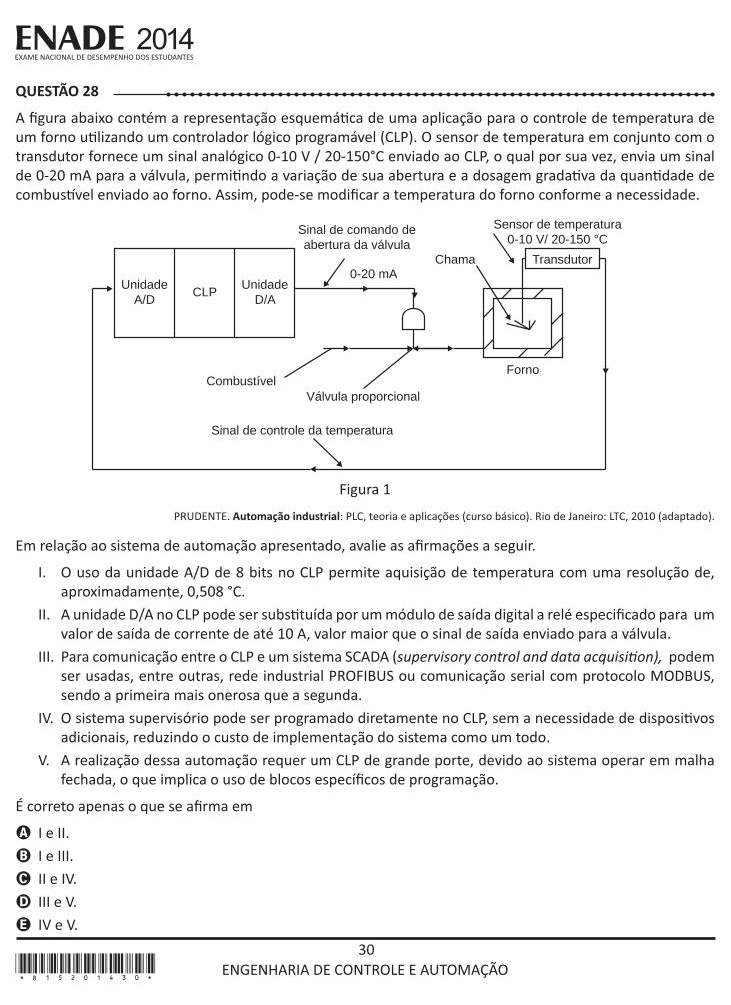 ENADE 2014
EXAME NACIONAL DE DESEMPENHO DOS ESTUDANTES
QUESTÃO 28
A figura abaixo contém a representação esquemática de uma aplicação para o controle de temperatura de
um forno utilizando um controlador lógico programável (CLP). O sensor de temperatura em conjunto com o
transdutor fornece um sinal analógico 0-10 V / 20-150°C enviado ao CLP, o qual por sua vez, envia um sinal
de 0-20 mA para a válvula, permitindo a variação de sua abertura e a dosagem gradativa da quantidade de
combustível enviado ao forno. Assim, pode-se modificar a temperatura do forno conforme a necessidade.
Sinal de comando de
abertura da válvula
Sensor de temperatura
0-10 V/ 20-150 °C
Chama
Transdutor
0-20 mA
Unidade
A/D
CLP
Unidade
D/A
Forno
Combustível
Válvula proporcional
Sinal de controle da temperatura
Figura 1
PRUDENTE. Automação industrial: PLC, teoria e aplicações (curso básico). Rio de Janeiro: LTC, 2010 (adaptado).
Em relação ao sistema de automação apresentado, avalie as afirmações a seguir.
I. O uso da unidade A/D de 8 bits no CLP permite aquisição de temperatura com uma resolução de,
aproximadamente, 0,508 °C.
II. A unidade D/A no CLP pode ser substituída por um módulo de saída digital a relé especificado para um
valor de saída de corrente de até 10 A, valor maior que o sinal de saída enviado para a válvula.
III. Para comunicação entre o CLP e um sistema SCADA (supervisory control and data acquisition), podem
ser usadas, entre outras, rede industrial PROFIBUS ou comunicação serial com protocolo MODBUS,
sendo a primeira mais onerosa que a segunda.
IV. O sistema supervisório pode ser programado diretamente no CLP, sem a necessidade de dispositivos
adicionais, reduzindo o custo de implementação do sistema como um todo.
V. A realização dessa automação requer um CLP de grande porte, devido ao sistema operar em malha
fechada, o que implica o uso de blocos específicos de programação.
É correto apenas o que se afirma em
A I e II.
B I e III.
C II e IV.
D III e V.
E IV e V.
30
ENGENHARIA DE CONTROLE E AUTOMAÇÃO
* R 1 5 2 0 1 4 3 0 *